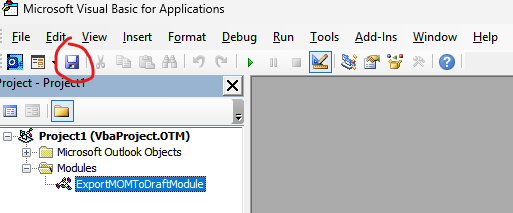 Microsoft Visual Basic for Applications
File Edit View Insert Format Debug Run Tools Add-Ins Window Help
Project - Project1
Project1 (VbaProject.OTM)
Microsoft Outlook Objects
Modules
ExportMOMToDraftModule